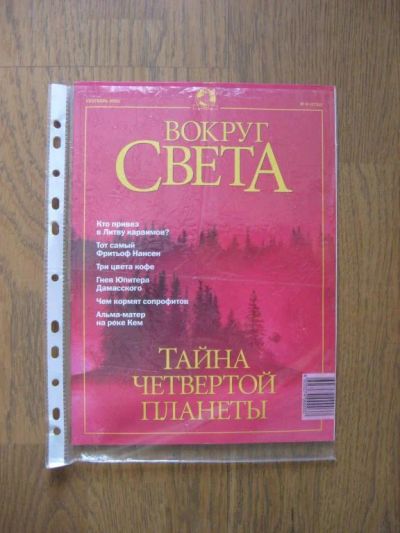 ВОКРУГ
СВЕТА
Кто привез
в Литву караимов?
Тот самый
Фритьоф Нансен
Три цвета кофе
Гнев Юпитера
Дамасского
Чем кормят сопрофитов
Альма-матер
на реке Кем
ТАЙНА
ЧЕТВЕРТОЙ
ПЛАНЕТЫ